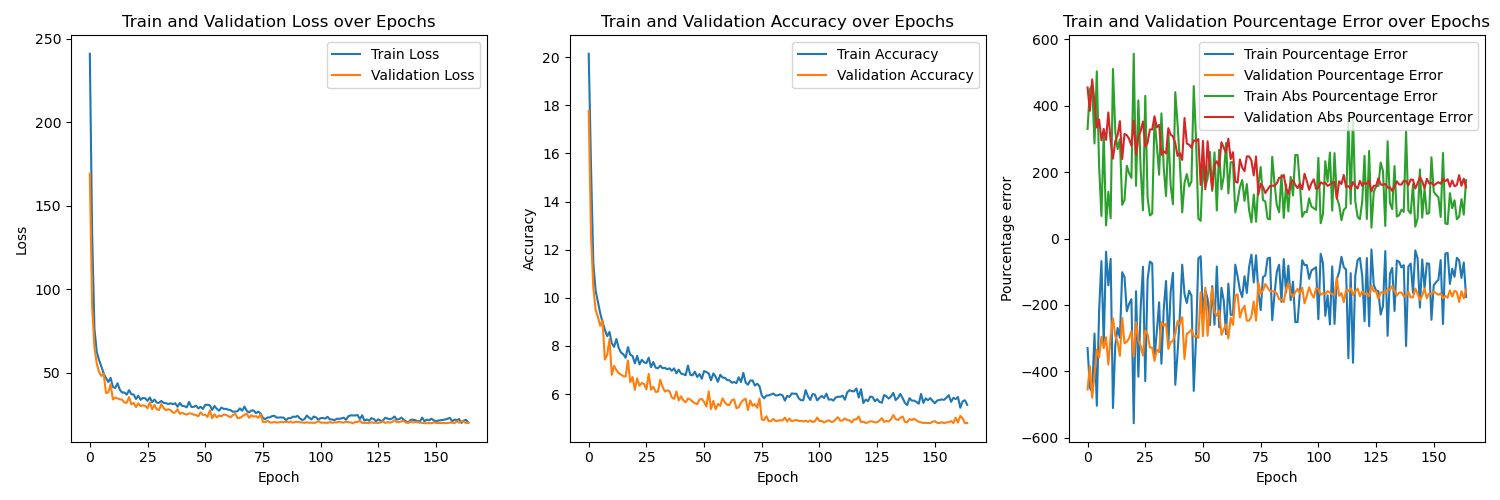 Train and Validation Loss over Epochs
250
200
150
100
50
Loss
0 25 50 75 100 125 150
Epoch
Train Loss
Validation Loss
Train and Validation Accuracy over Epochs
20
18
16
14
12
10
8
6
Accuracy
0 25 50 75 100 125 150
Epoch
Train Accuracy
Validation Accuracy
Train and Validation Pourcentage Error over Epochs
600
400
200
0
−200
−400
−600
Pourcentage error
0 25 50 75 100 125 150
Epoch
Train Pourcentage Error
Validation Pourcentage Error
Train Abs Pourcentage Error
Validation Abs Pourcentage Error